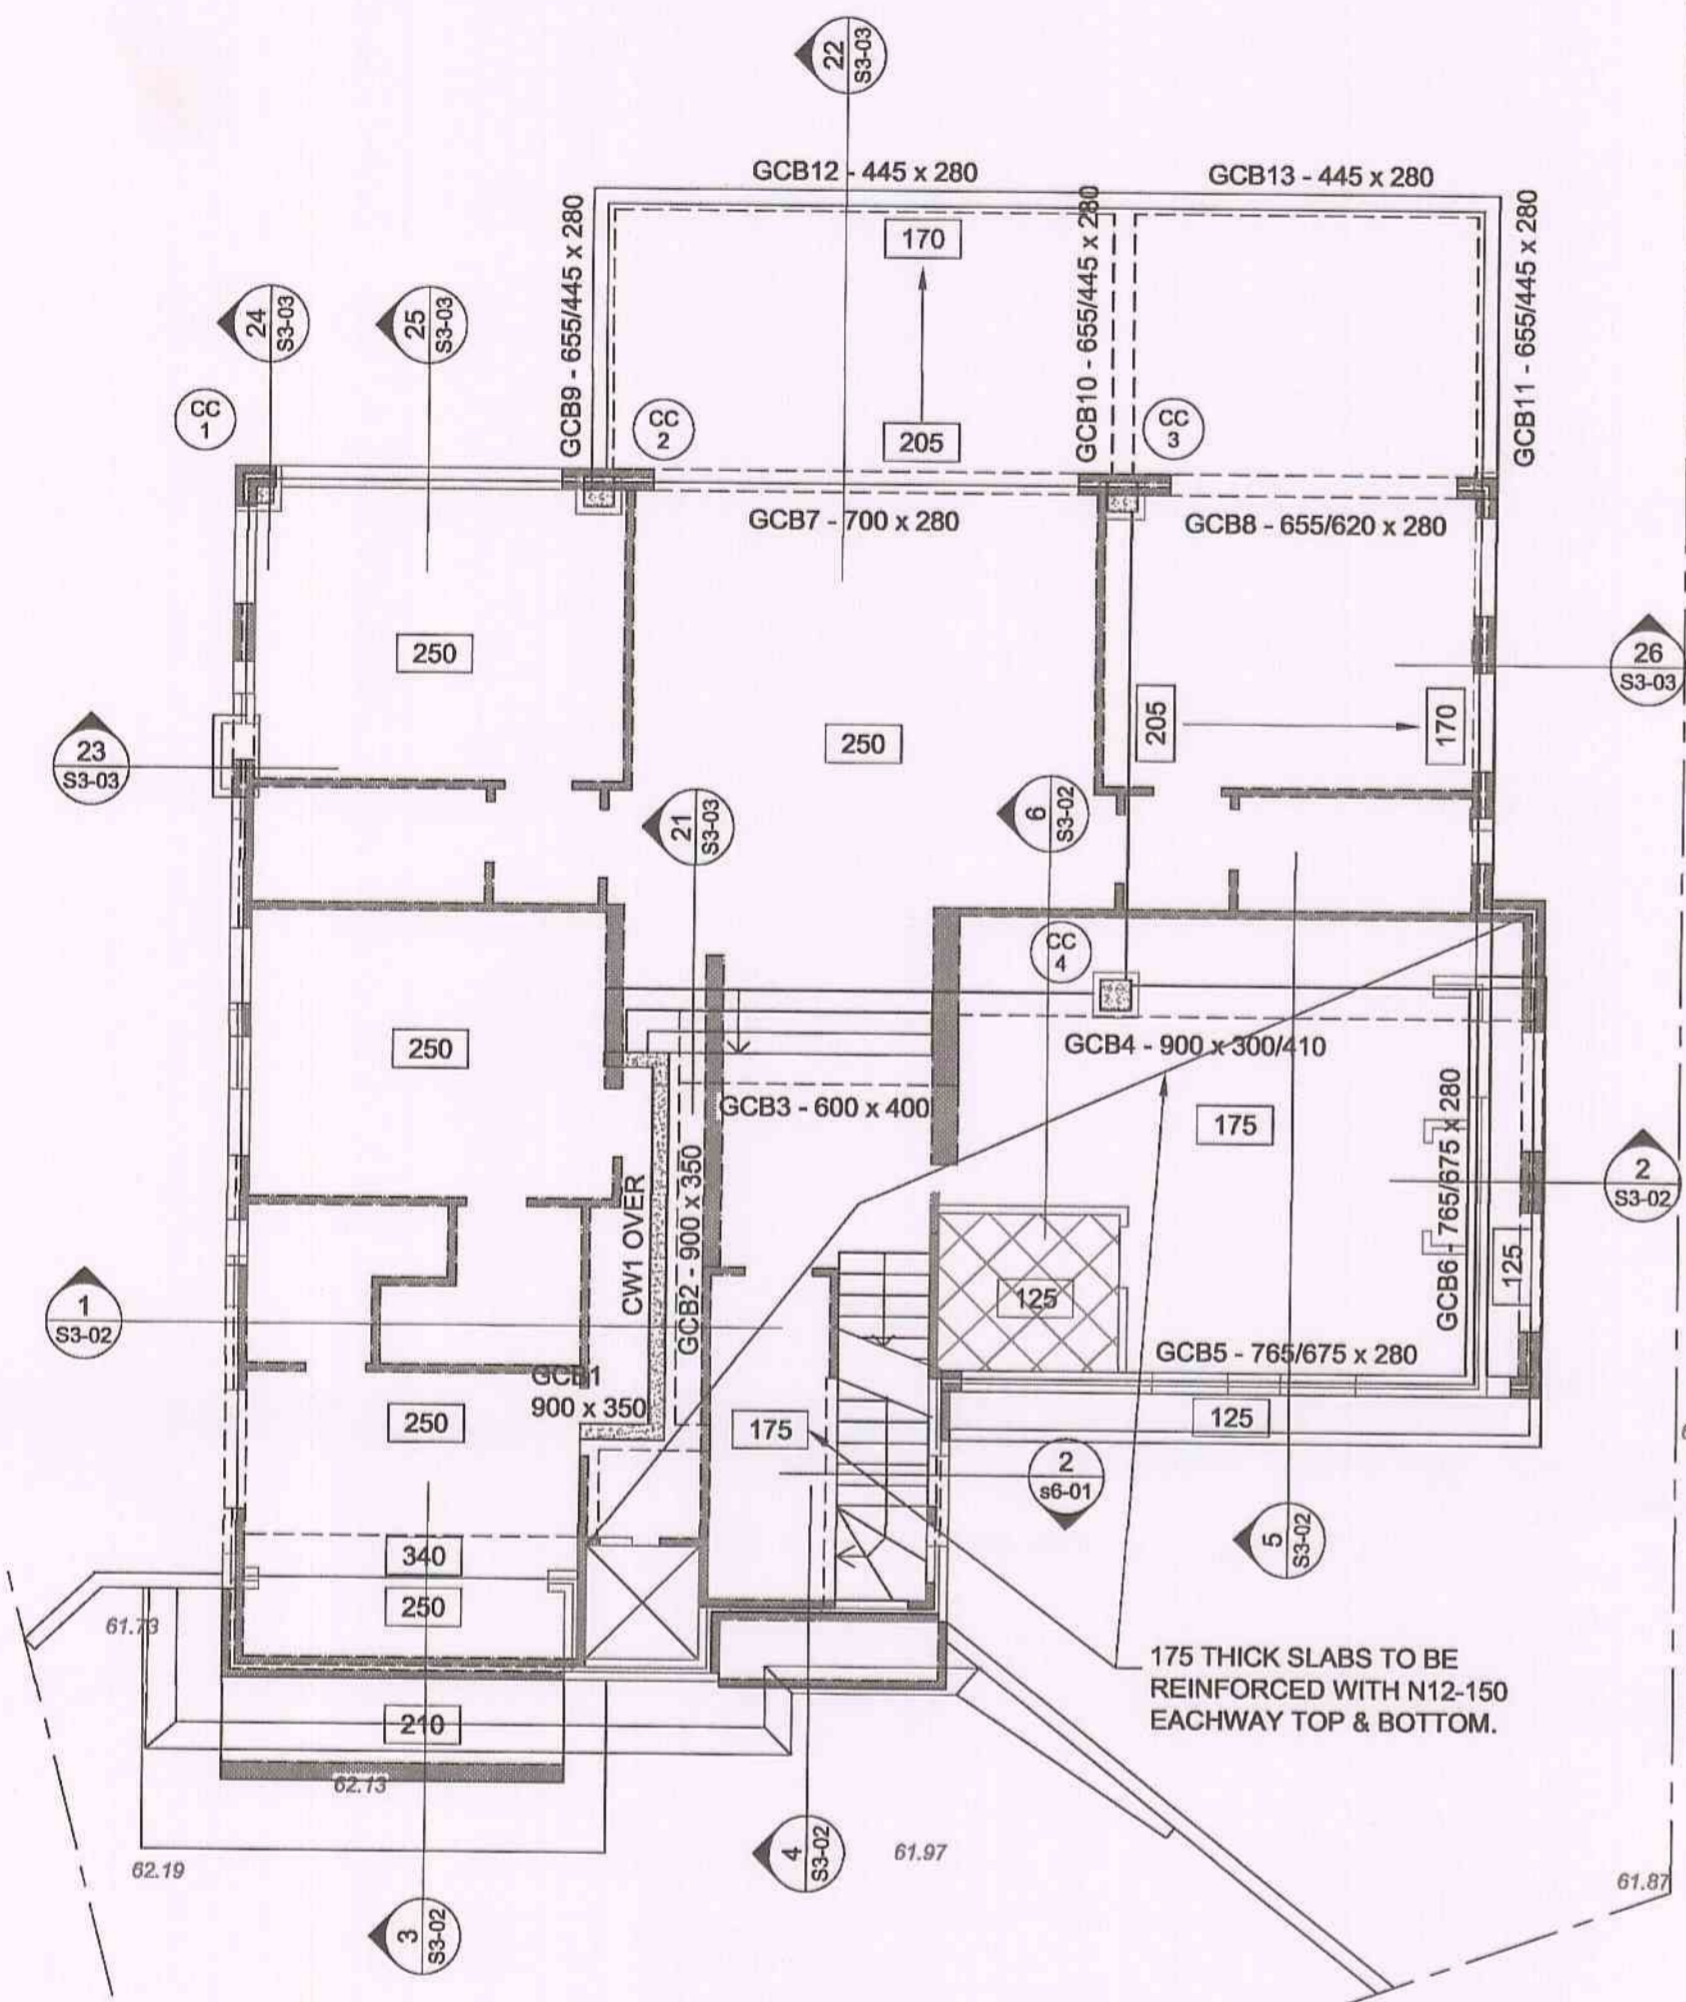 22
S3-03
GCB12 - 445 x 280
GCB13 - 445 x 280
GCB9 - 655/445 x 280
170
GCB10 - 655/445 x 280
GCB11 - 655/445 x 280
24
S3-03
25
S3-03
CC
1
CC
2
205
CC
3
GCB7 - 700 x 280
GCB8 - 655/620 x 280
250
26
S3-03
205
170
23
S3-03
250
21
S3-03
6
S3-02
CC
4
250
GCB4 - 900 x 300/410
GCB3 - 600 x 400
175
GCB6 - 765/675 x 280
2
S3-02
CW1 OVER
GCB2 - 900 x 350
125
125
1
S3-02
GCB5 - 765/675 x 280
GCB1
900 x 350
250
175
125
2
s6-01
5
S3-02
340
250
61.73
175 THICK SLABS TO BE
REINFORCED WITH N12-150
EACHWAY TOP & BOTTOM.
210
62.13
62.19
4
S3-02
61.97
61.87
3
S3-02